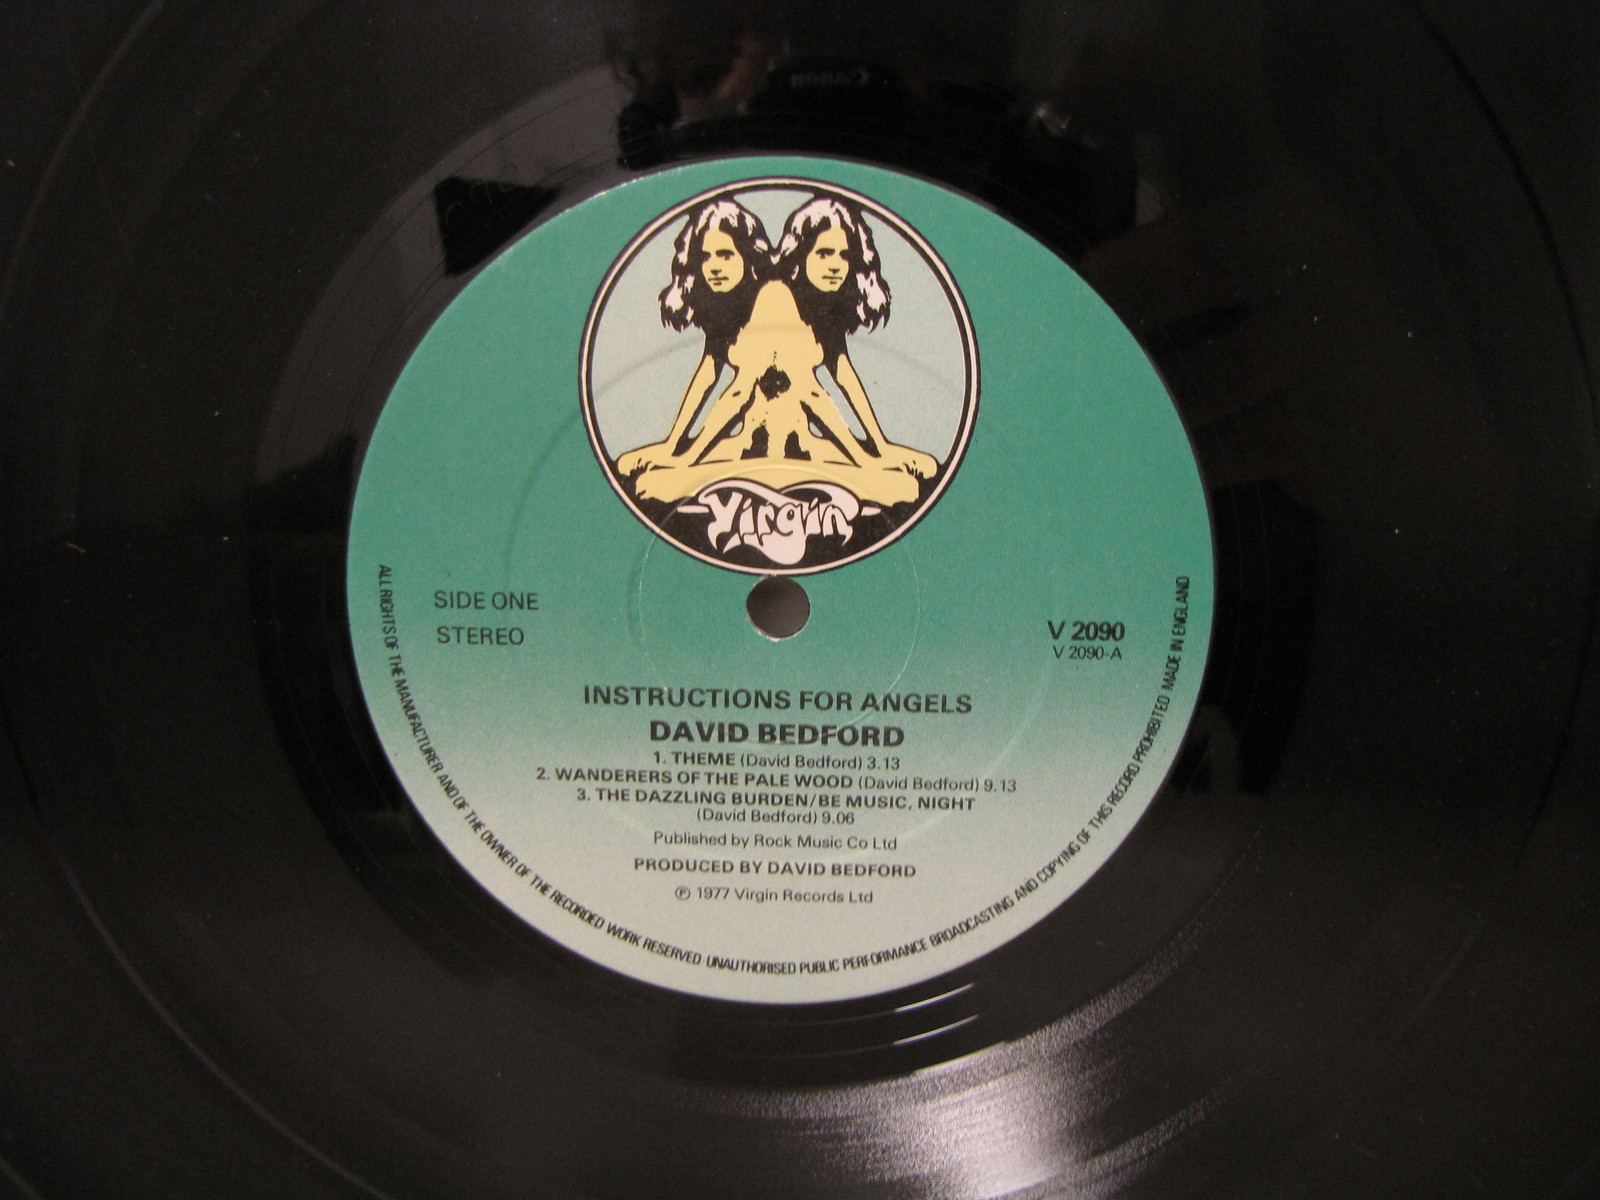 Canon
Virgin
SIDE ONE
STEREO
V 2090
V 2090-A
INSTRUCTIONS FOR ANGELS
DAVID BEDFORD
1. THEME (David Bedford) 3.13
2. WANDERERS OF THE PALE WOOD (David Bedford) 9.13
3. THE DAZZLING BURDEN/BE MUSIC, NIGHT
(David Bedford) 9.06
Published by Rock Music Co Ltd
PRODUCED BY DAVID BEDFORD
℗ 1977 Virgin Records Ltd
ALL RIGHTS OF THE MANUFACTURER AND OF THE OWNER OF THE RECORDED WORK RESERVED · UNAUTHORISED PUBLIC PERFORMANCE BROADCASTING AND COPYING OF THIS RECORD PROHIBITED MADE IN ENGLAND